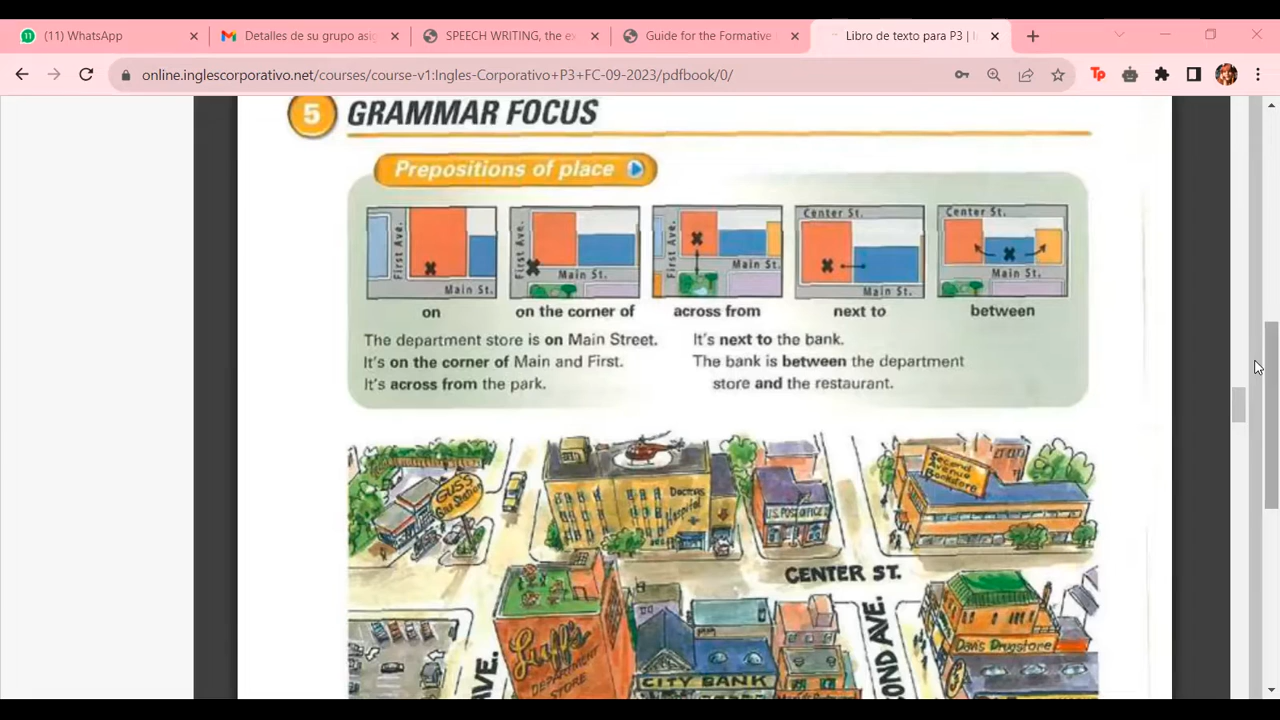 (11) WhatsApp
Detalles de su grupo asig
SPEECH WRITING, the ex
Guide for the Formative
Libro de texto para P3 | In
online.inglescorporativo.net/courses/course-v1:Ingles-Corporativo+P3+FC-09-2023/pdfbook/0/
5 GRAMMAR FOCUS
Prepositions of place
First Ave.
Main St.
First Ave.
Main St.
First Ave.
Main St.
Center St.
Main St.
Center St.
Main St.
on
on the corner of
across from
next to
between
The department store is on Main Street.
It's on the corner of Main and First.
It's across from the park.
It's next to the bank.
The bank is between the department
store and the restaurant.
GUS'S
Gas Station
Doctors
Hospital
U.S. POST OFFICE
Second
Avenue
Bookstore
CENTER ST.
Luff's
DEPARTMENT
STORE
AVE.
CITY BANK
OND AVE.
Dave's Drugstore